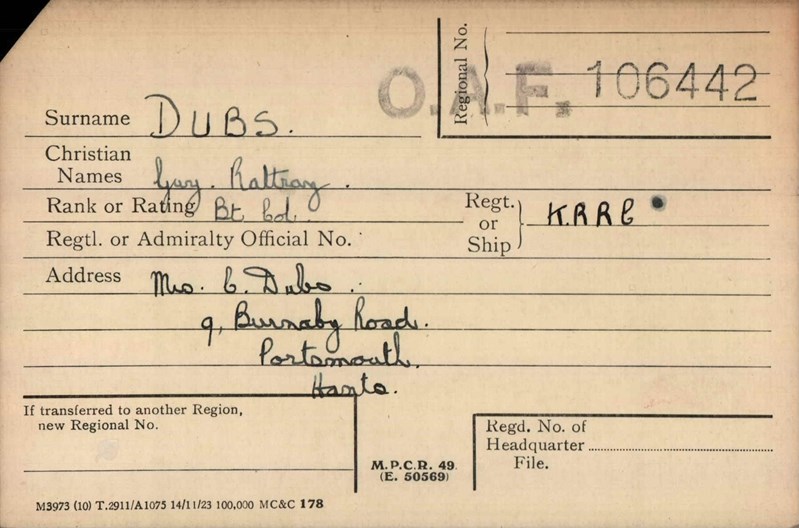 Regional No.
O.A.F. 106442
Surname DUBS.
Christian
Names Guy. Rattray.
Rank or Rating Bt Col.
Regt.
or
Ship
K.R.R.C
Regtl. or Admiralty Official No.
Address Mrs. C. Dubs.
9, Burnaby Road.
Portsmouth.
Hants.
If transferred to another Region,
new Regional No.
M.P.C.R. 49
(E. 50569)
Regd. No. of
Headquarter
File.
M3973 (10) T.2911/A1075 14/11/23 100,000 MC&C 178